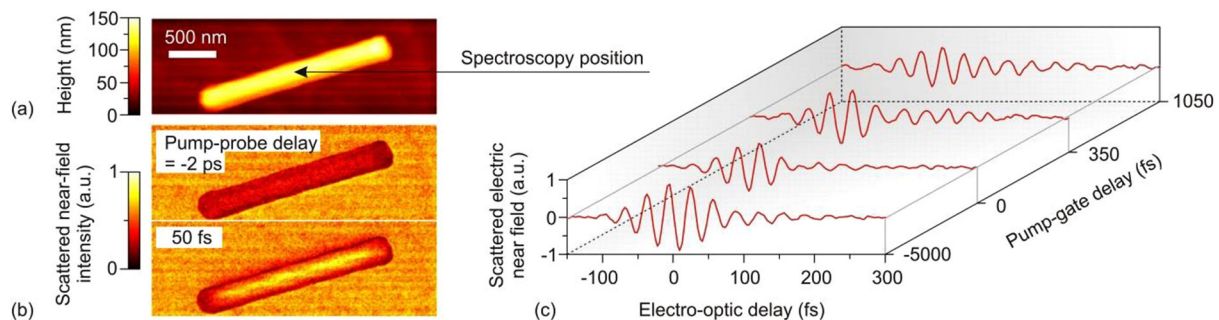 (a)
Height (nm)
150
100
50
0
500 nm
Spectroscopy position
(b)
Scattered near-field
intensity (a.u.)
1
0
Pump-probe delay
= -2 ps
50 fs
(c)
Scattered electric
near field (a.u.)
1
0
-1
-100
0
100
200
300
Electro-optic delay (fs)
-5000
0
350
1050
Pump-gate delay (fs)